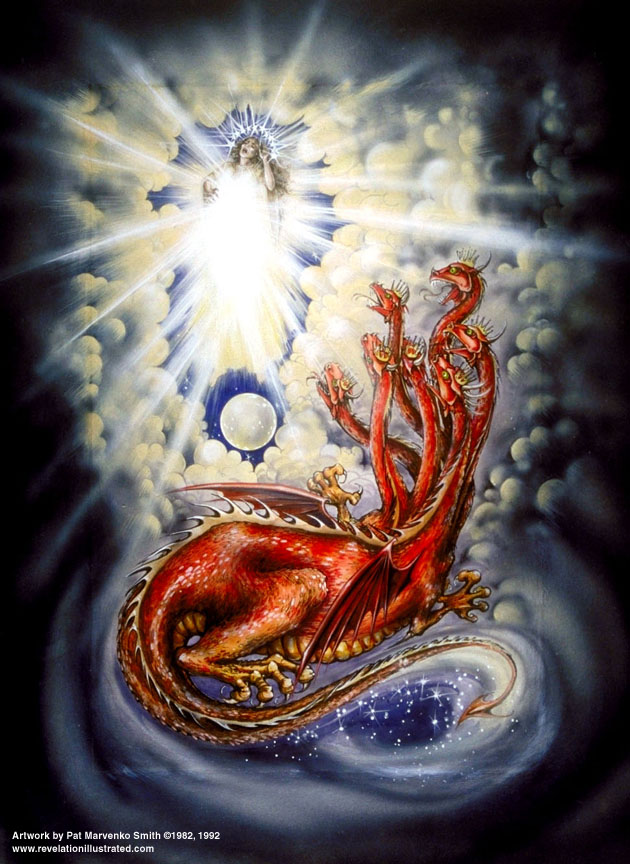 Artwork by Pat Marvenko Smith ©1982, 1992
www.revelationillustrated.com